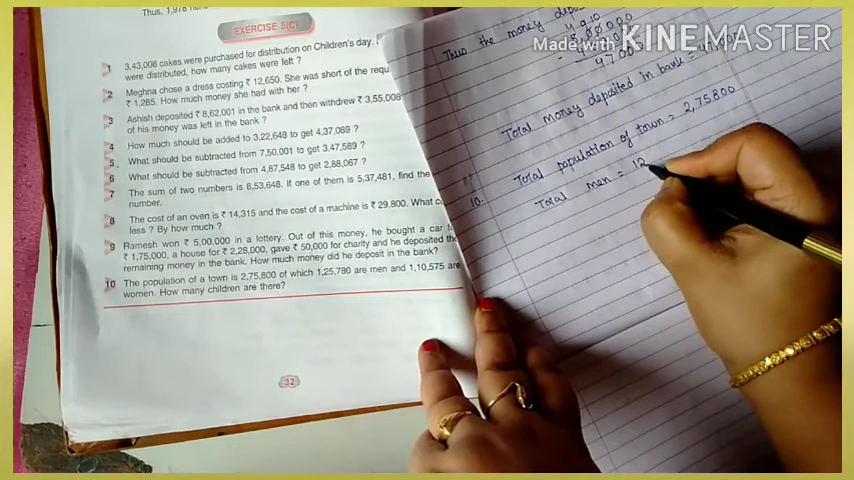 Thus, 1,978
EXERCISE 5(C)
1 3,43,008 cakes were purchased for distribution on Children's day.
were distributed, how many cakes were left ?
2 Meghna chose a dress costing ₹ 12,650. She was short of the
₹ 1,285. How much money she had with her ?
3 Ashish deposited ₹ 8,62,001 in the bank and then withdrew ₹ 3,55,008
of his money was left in the bank ?
4 How much should be added to 3,22,648 to get 4,37,089 ?
5 What should be subtracted from 7,50,001 to get 3,47,589 ?
6 What should be subtracted from 4,87,548 to get 2,88,067 ?
7 The sum of two numbers is 8,53,648. If one of them is 5,37,481, find the
number.
8 The cost of an oven is ₹ 14,315 and the cost of a machine is ₹ 29,800. What
less ? By how much ?
9 Ramesh won ₹ 5,00,000 in a lottery. Out of this money, he bought a car
₹ 1,75,000, a house for ₹ 2,28,000, gave ₹ 50,000 for charity and he deposited the
remaining money in the bank. How much money did he deposit in the bank?
10 The population of a town is 2,75,800 of which 1,25,780 are men and 1,10,575 are
women. How many children are there?
32
Thus the money
Made with KINEMASTER
47000
Total money deposited in bank =
10. Total population of town = 2,75,800
Total men = 12